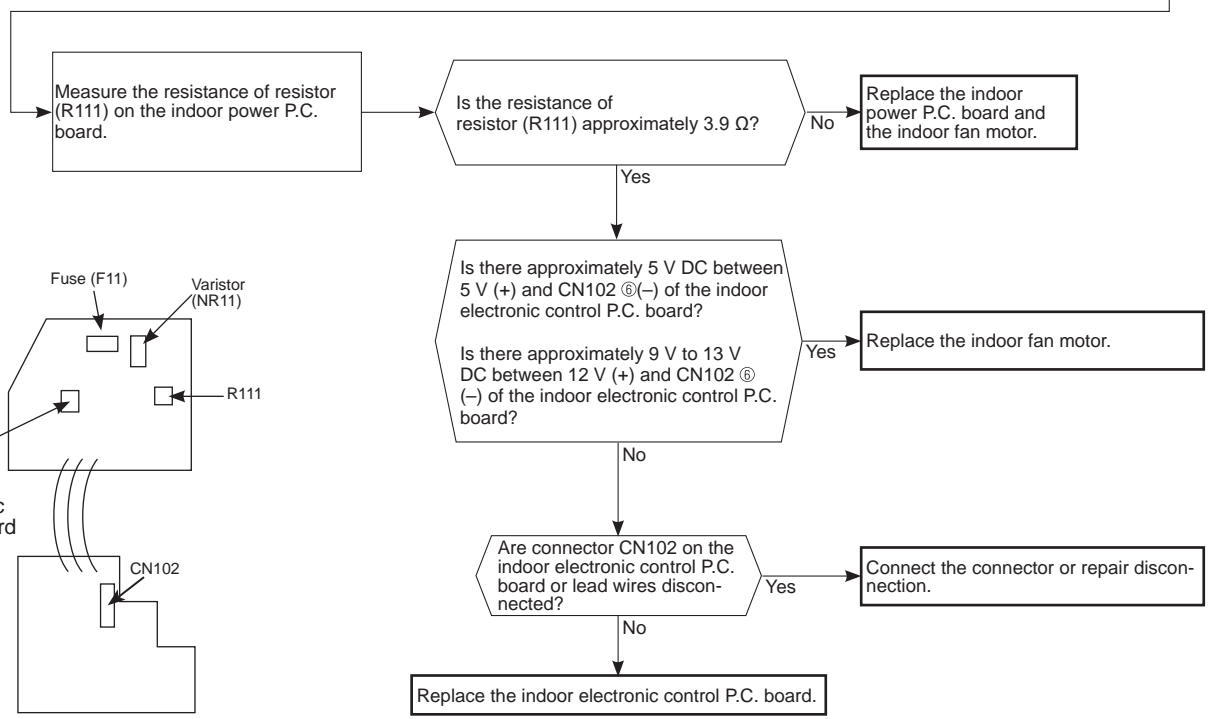 Measure the resistance of resistor
(R111) on the indoor power P.C.
board.
Is the resistance of
resistor (R111) approximately 3.9 Ω?
No
Replace the indoor
power P.C. board and
the indoor fan motor.
Yes
Is there approximately 5 V DC between
5 V (+) and CN102 ⑥(–) of the indoor
electronic control P.C. board?
Is there approximately 9 V to 13 V
DC between 12 V (+) and CN102 ⑥
(–) of the indoor electronic control P.C.
board?
Yes
Replace the indoor fan motor.
No
Are connector CN102 on the
indoor electronic control P.C.
board or lead wires discon-
nected?
Yes
Connect the connector or repair discon-
nection.
No
Replace the indoor electronic control P.C. board.
Fuse (F11)
Varistor
(NR11)
R111
c
rd
CN102